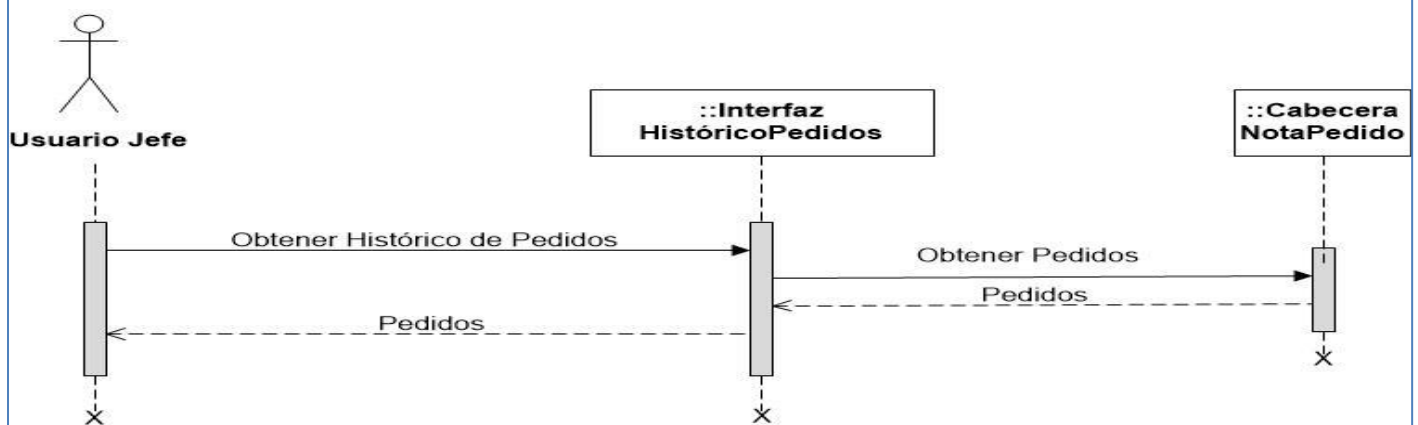 ::Interfaz
HistóricoPedidos
::Cabecera
NotaPedido
Usuario Jefe
Obtener Histórico de Pedidos
Obtener Pedidos
Pedidos
Pedidos